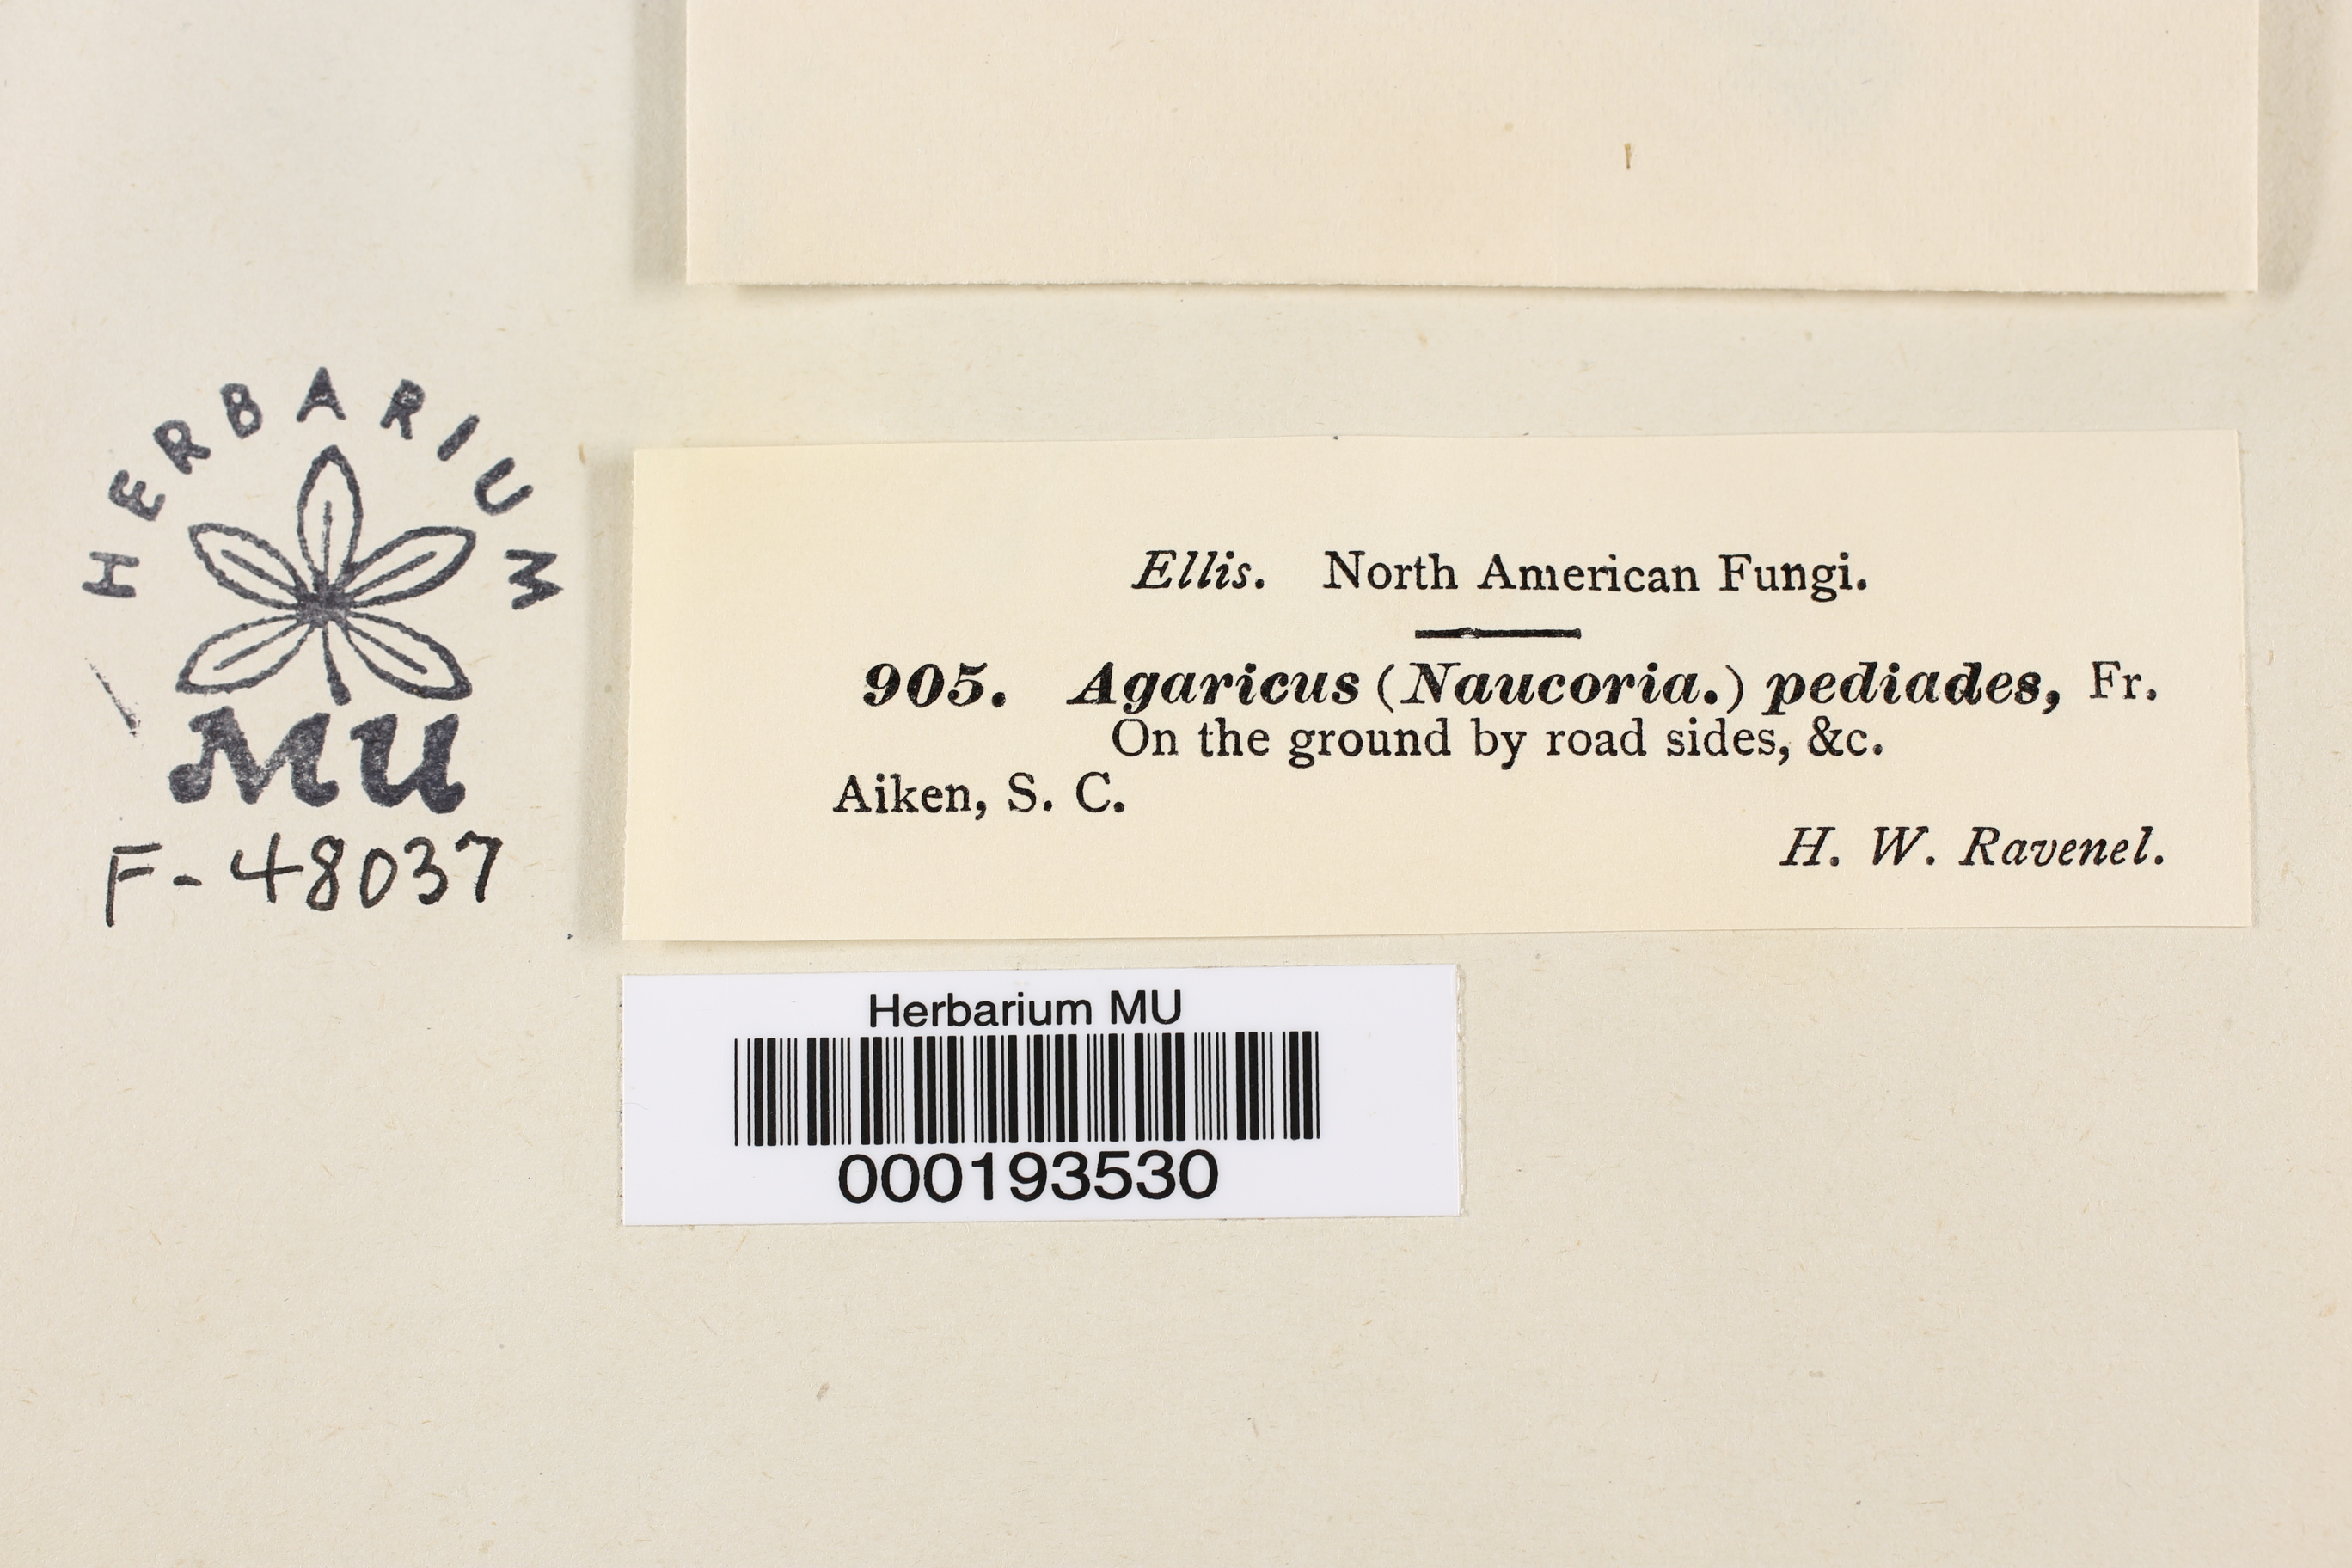 HERBARIUM
MU
F-48037
Ellis. North American Fungi.
905. Agaricus (Naucoria.) pediades, Fr.
On the ground by road sides, &c.
Aiken, S. C.
H. W. Ravenel.
Herbarium MU
000193530